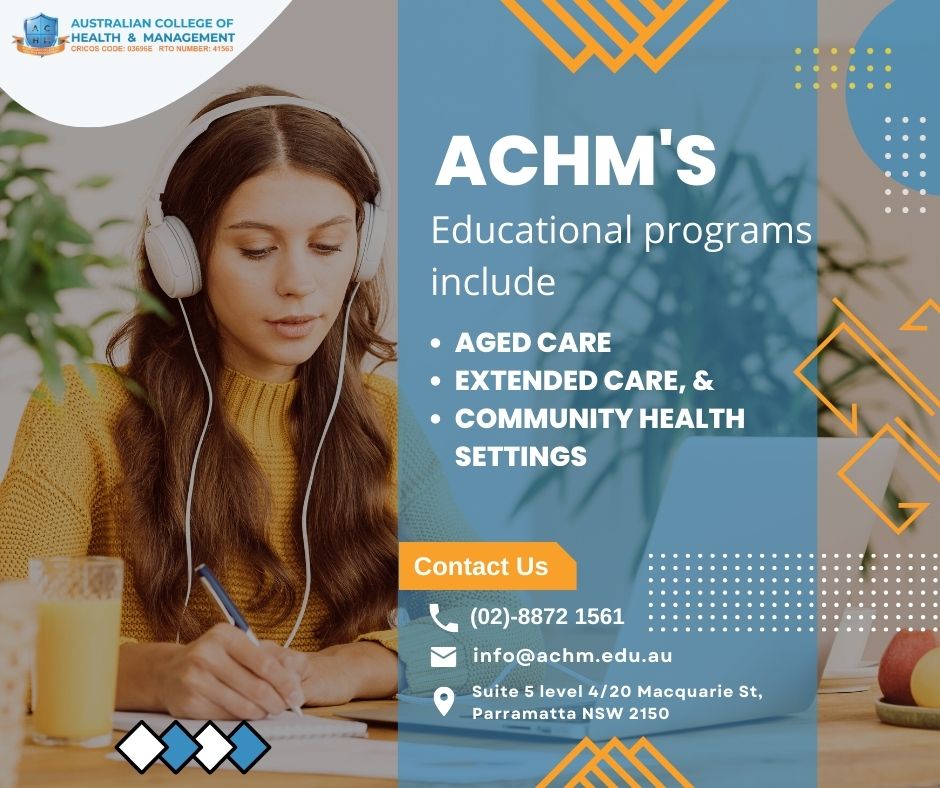 AUSTRALIAN COLLEGE OF
HEALTH & MANAGEMENT
CRICOS CODE: 03696E RTO NUMBER: 41563
ACHM'S
Educational programs
include
• AGED CARE
• EXTENDED CARE, &
• COMMUNITY HEALTH
SETTINGS
Contact Us
(02)-8872 1561
info@achm.edu.au
Suite 5 level 4/20 Macquarie St,
Parramatta NSW 2150